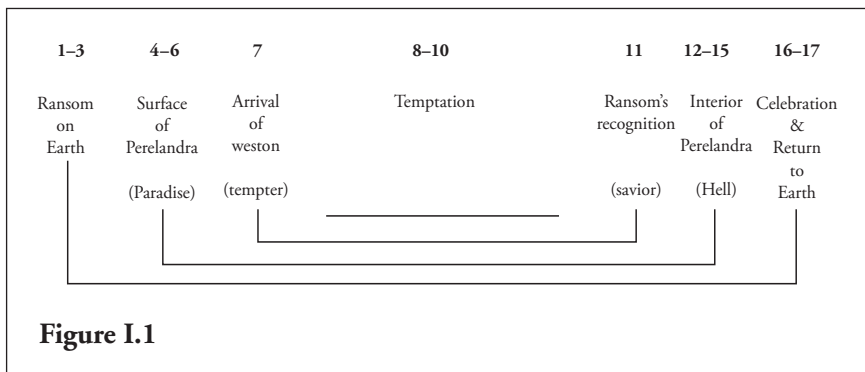 1–3 4–6 7 8–10 11 12–15 16–17
Ransom Surface Arrival Temptation Ransom’s Interior Celebration
on of of recognition of &
Earth Perelandra weston Perelandra Return
to
(Paradise) (tempter) (savior) (Hell) Earth
Figure I.1